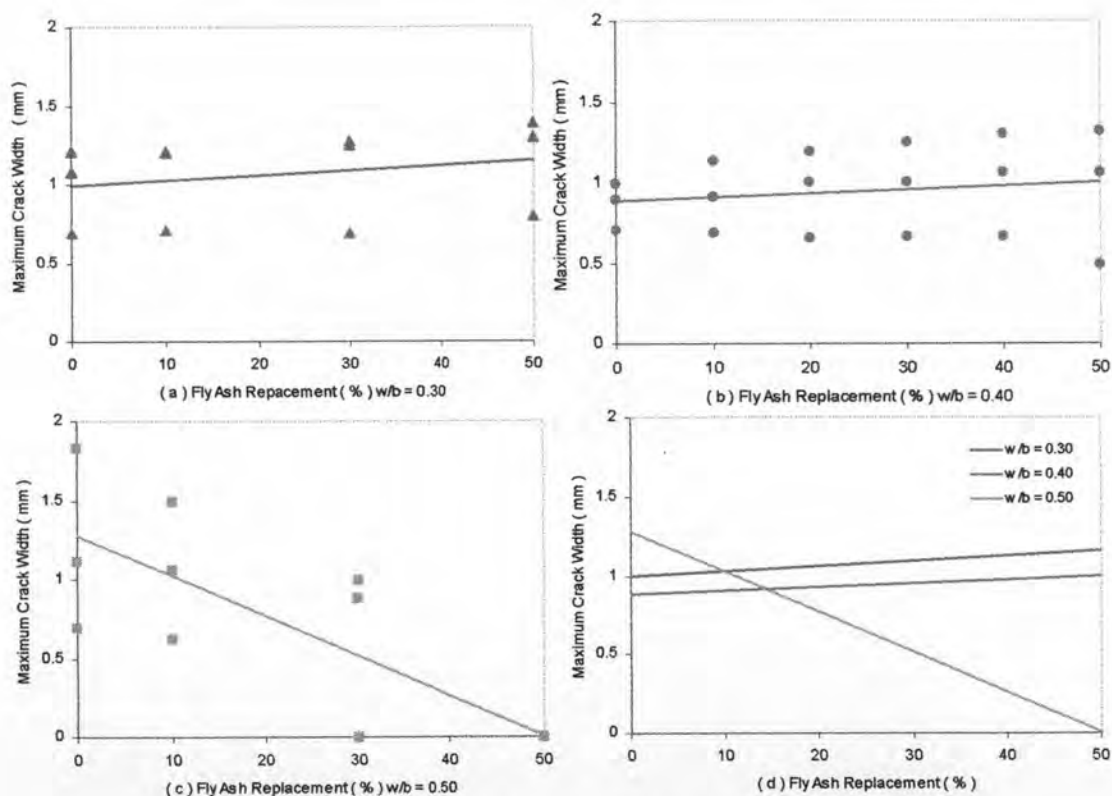 2
1.5
1
0.5
0
Maximum Crack Width ( mm )
0 10 20 30 40 50
( a ) Fly Ash Repacement ( % ) w/b = 0.30
2
1.5
1
0.5
0
Maximum Crack Width ( mm )
0 10 20 30 40 50
( b ) Fly Ash Replacement ( % ) w/b = 0.40
2
1.5
1
0.5
0
Maximum Crack Width ( mm )
0 10 20 30 40 50
( c ) Fly Ash Replacement ( % ) w/b = 0.50
2
1.5
1
0.5
0
Maximum Crack Width ( mm )
w/b = 0.30
w/b = 0.40
w/b = 0.50
0 10 20 30 40 50
( d ) Fly Ash Replacement ( % )